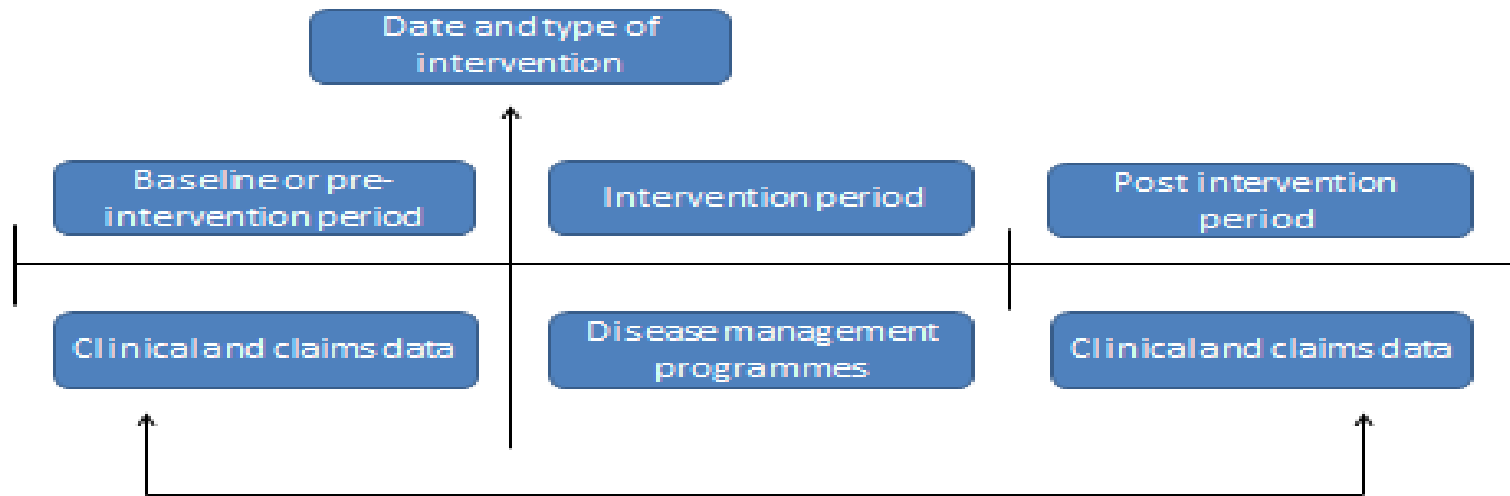 Date and type of
intervention
Baseline or pre-
intervention period
Intervention period
Post intervention
period
Clinical and claims data
Disease management
programmes
Clinical and claims data